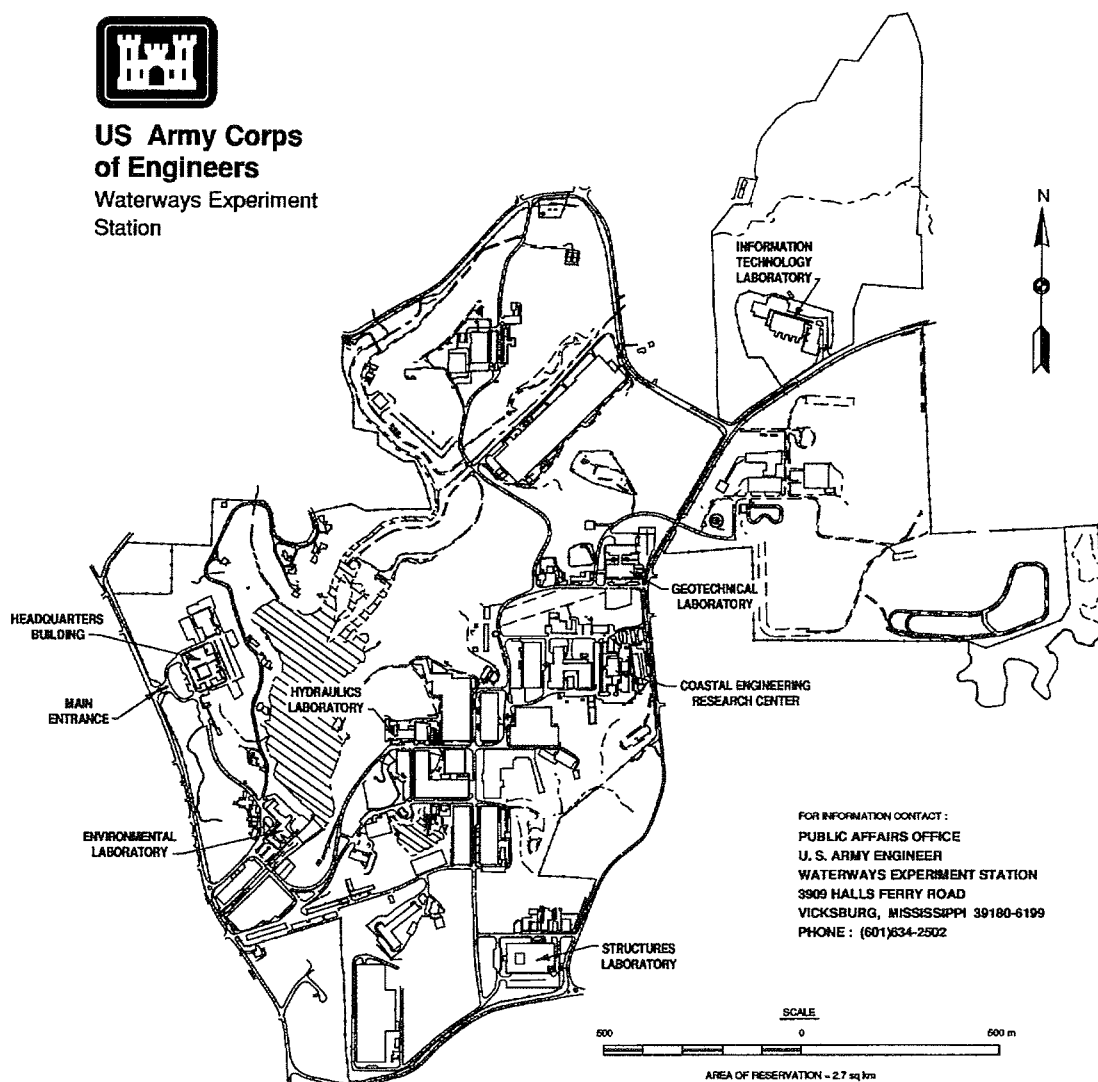 US Army Corps
of Engineers
Waterways Experiment
Station
N
INFORMATION
TECHNOLOGY
LABORATORY
GEOTECHNICAL
LABORATORY
HEADQUARTERS
BUILDING
MAIN
ENTRANCE
HYDRAULICS
LABORATORY
COASTAL ENGINEERING
RESEARCH CENTER
ENVIRONMENTAL
LABORATORY
STRUCTURES
LABORATORY
FOR INFORMATION CONTACT :
PUBLIC AFFAIRS OFFICE
U. S. ARMY ENGINEER
WATERWAYS EXPERIMENT STATION
3909 HALLS FERRY ROAD
VICKSBURG, MISSISSIPPI 39180-6199
PHONE : (601)634-2502
SCALE
500 0 500 m
AREA OF RESERVATION = 2.7 sq km